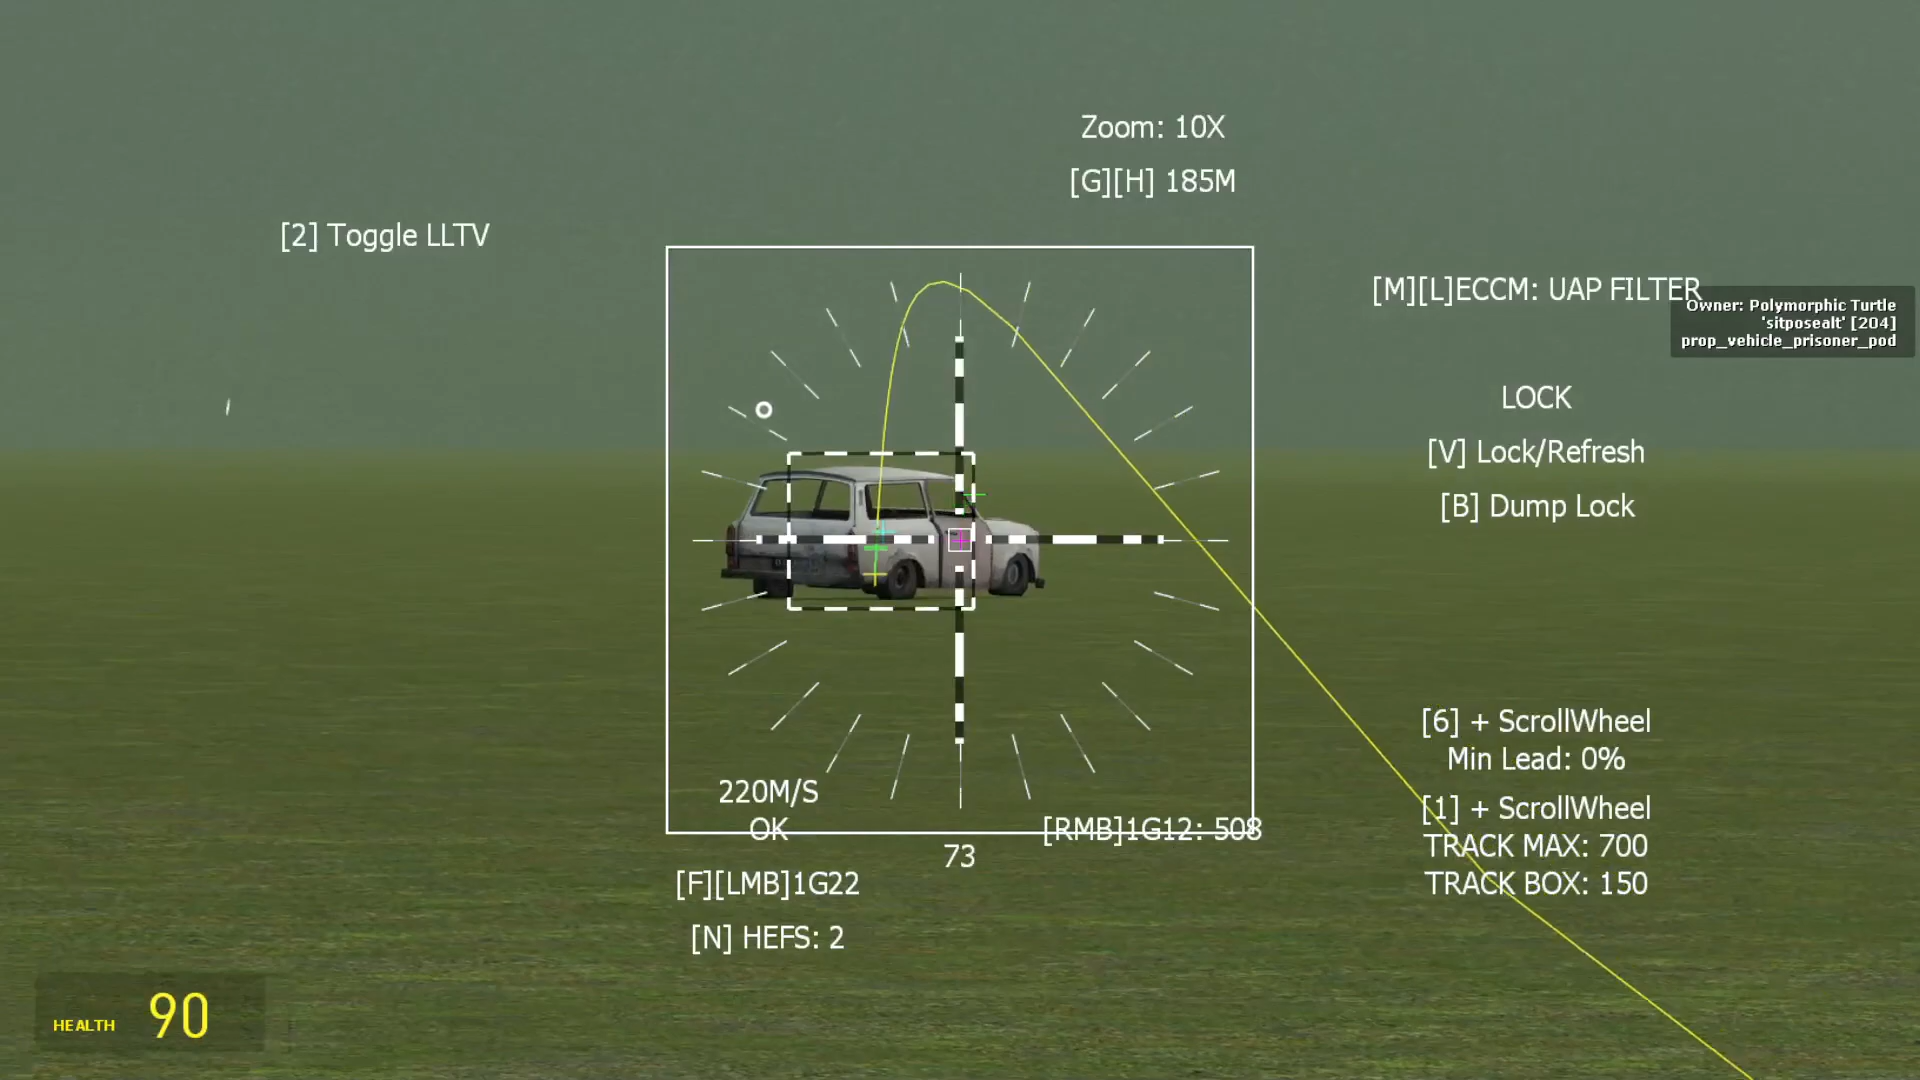 Zoom: 10X
[G][H] 185M
[2] Toggle LLTV
[M][L]ECCM: UAP FILTER
Owner: Polymorphic Turtle
'sitposealt' [204]
prop_vehicle_prisoner_pod
LOCK
[V] Lock/Refresh
[B] Dump Lock
[6] + ScrollWheel
Min Lead: 0%
[1] + ScrollWheel
TRACK MAX: 700
TRACK BOX: 150
220M/S
OK
[RMB]1G12: 508
73
[F][LMB]1G22
[N] HEFS: 2
HEALTH 90